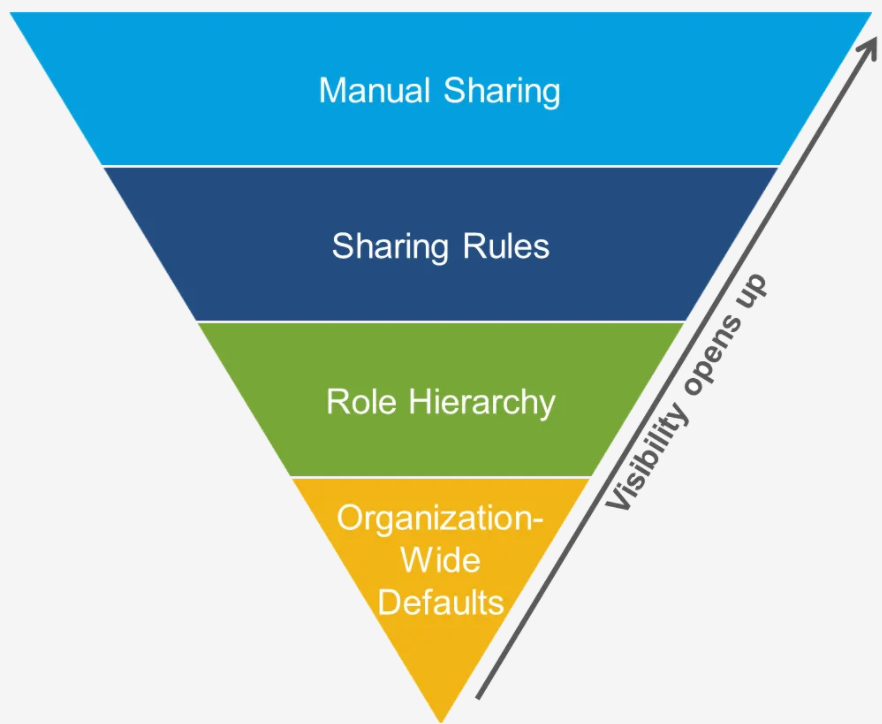 Manual Sharing
Sharing Rules
Role Hierarchy
Organization-
Wide
Defaults
Visibility opens up